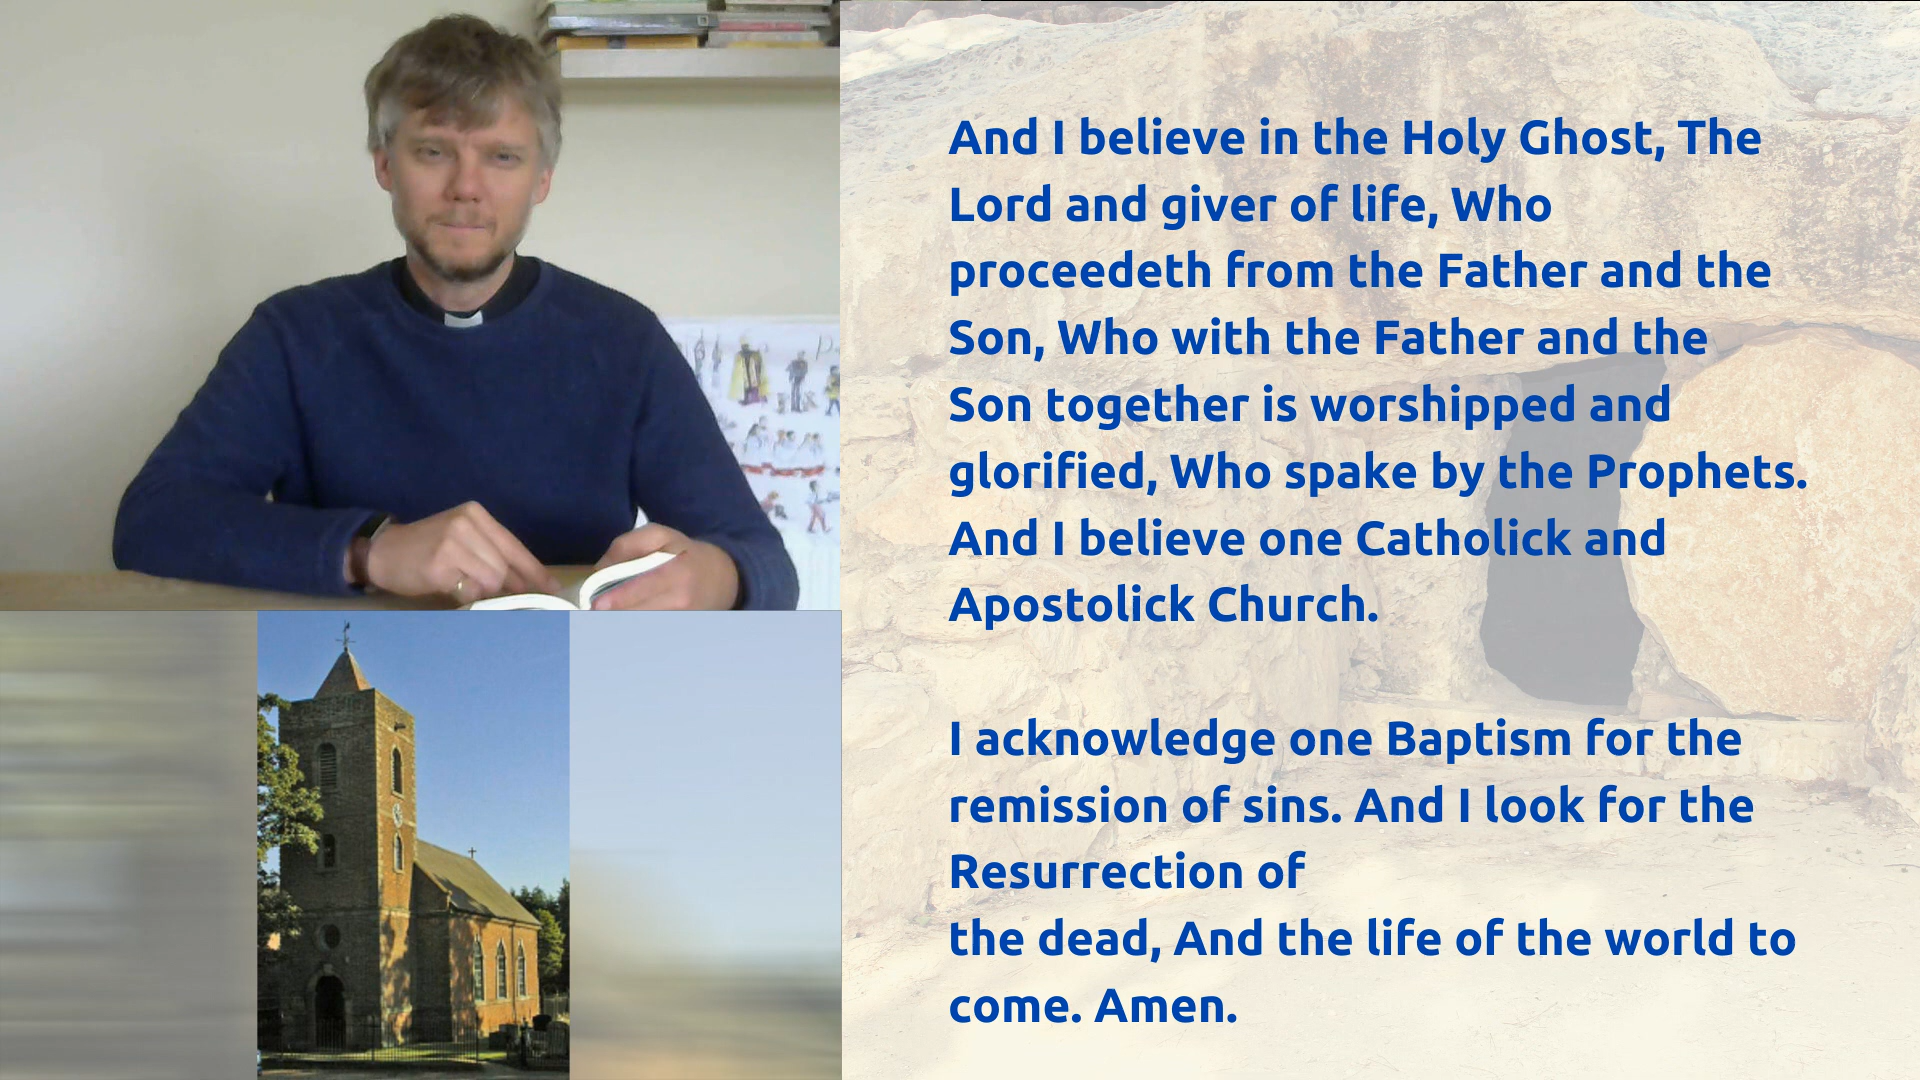 And I believe in the Holy Ghost, The
Lord and giver of life, Who
proceedeth from the Father and the
Son, Who with the Father and the
Son together is worshipped and
glorified, Who spake by the Prophets.
And I believe one Catholick and
Apostolick Church.
I acknowledge one Baptism for the
remission of sins. And I look for the
Resurrection of
the dead, And the life of the world to
come. Amen.